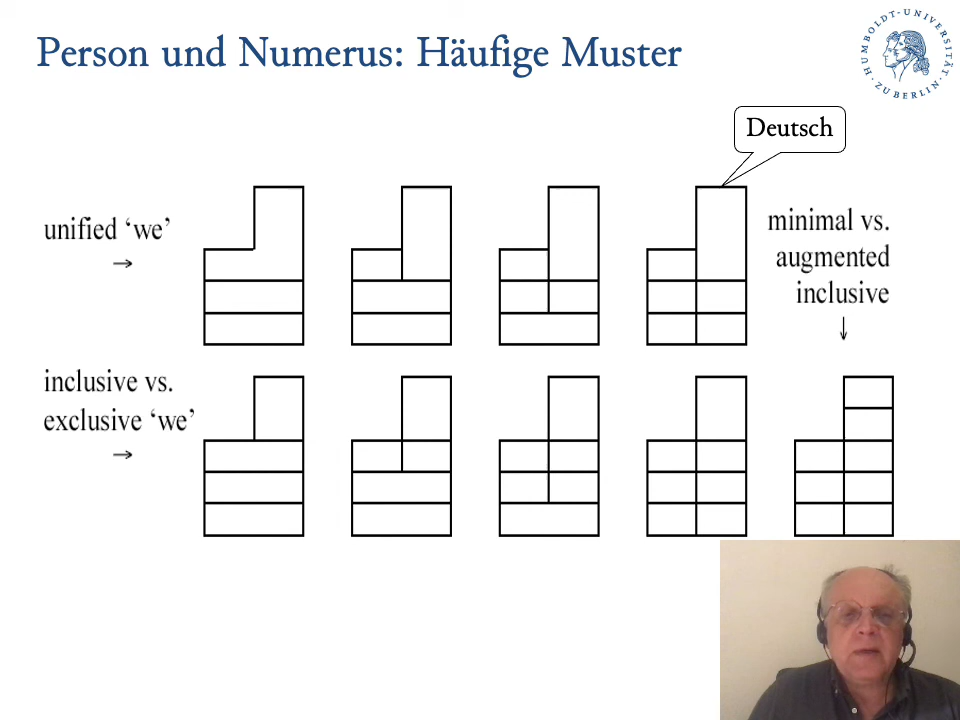 Person und Numerus: Häufige Muster
HUMBOLDT-UNIVERSITÄT
·ZU BERLIN·
Deutsch
unified ‘we’
→
minimal vs.
augmented
inclusive
↓
inclusive vs.
exclusive ‘we’
→